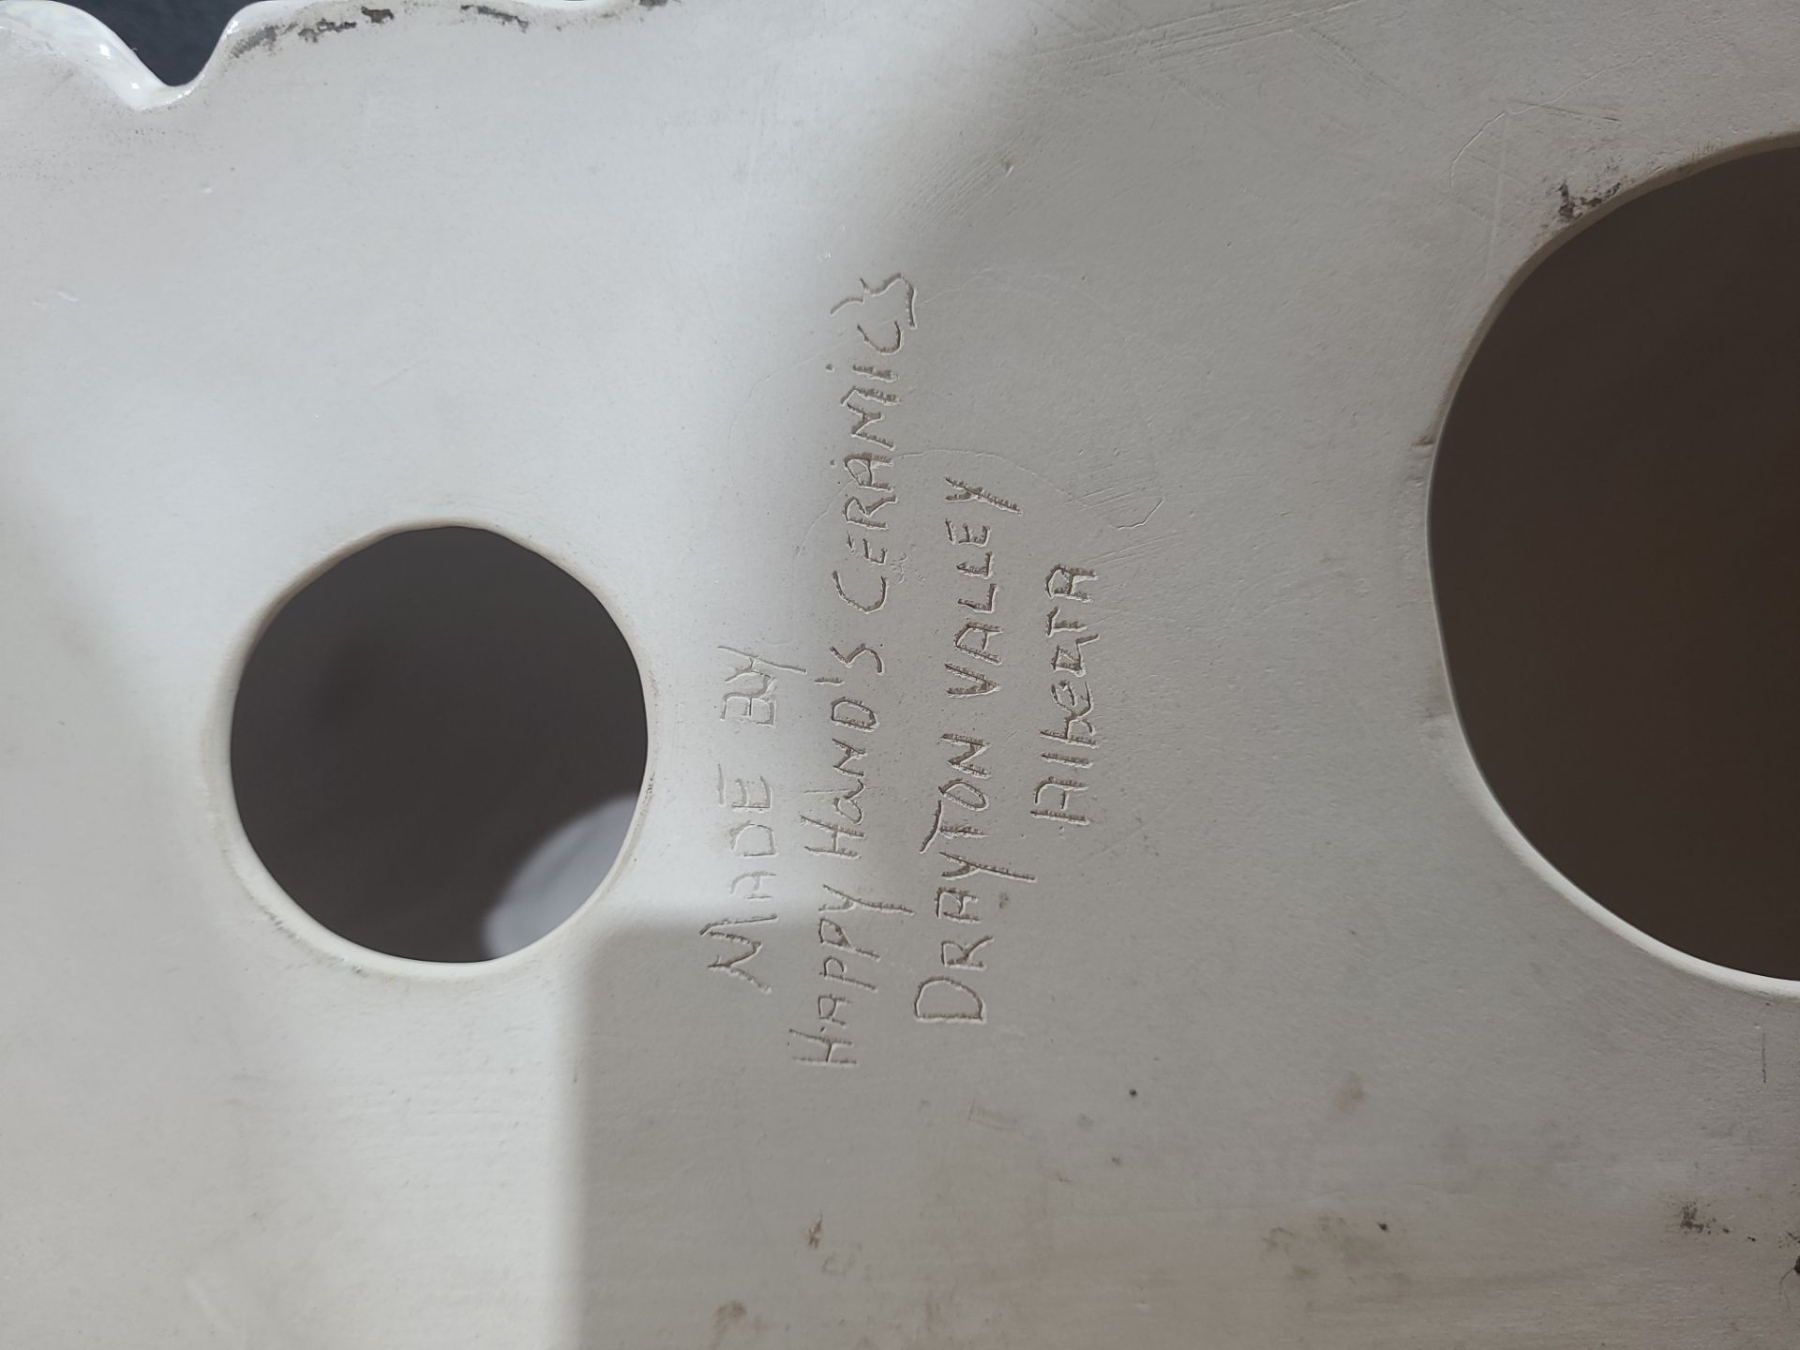 MADE BY
HAPPY HaND'S CERAMiCS
DRAYTON VALLEY
AlbeRTA